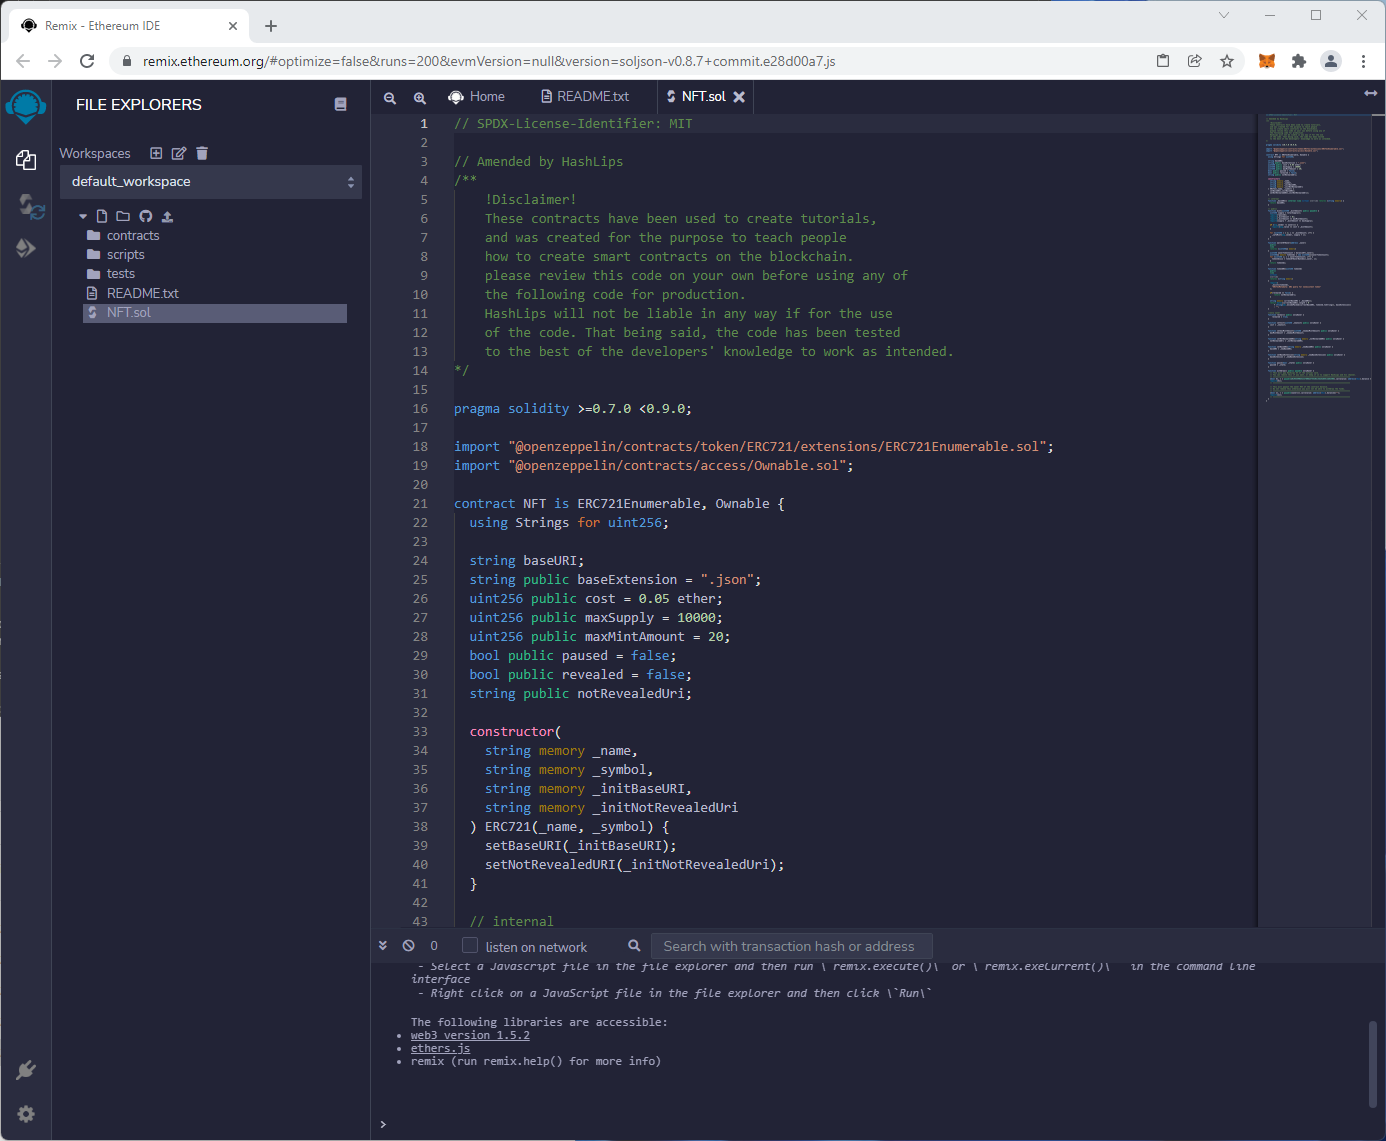 Remix - Ethereum IDE
remix.ethereum.org/#optimize=false&runs=200&evmVersion=null&version=soljson-v0.8.7+commit.e28d00a7.js
FILE EXPLORERS
Workspaces
default_workspace
contracts
scripts
tests
README.txt
NFT.sol
Home README.txt NFT.sol
1 // SPDX-License-Identifier: MIT
2
3 // Amended by HashLips
4 /**
5 !Disclaimer!
6 These contracts have been used to create tutorials,
7 and was created for the purpose to teach people
8 how to create smart contracts on the blockchain.
9 please review this code on your own before using any of
10 the following code for production.
11 HashLips will not be liable in any way if for the use
12 of the code. That being said, the code has been tested
13 to the best of the developers' knowledge to work as intended.
14 */
15
16 pragma solidity >=0.7.0 <0.9.0;
17
18 import "@openzeppelin/contracts/token/ERC721/extensions/ERC721Enumerable.sol";
19 import "@openzeppelin/contracts/access/Ownable.sol";
20
21 contract NFT is ERC721Enumerable, Ownable {
22 using Strings for uint256;
23
24 string baseURI;
25 string public baseExtension = ".json";
26 uint256 public cost = 0.05 ether;
27 uint256 public maxSupply = 10000;
28 uint256 public maxMintAmount = 20;
29 bool public paused = false;
30 bool public revealed = false;
31 string public notRevealedUri;
32
33 constructor(
34 string memory _name,
35 string memory _symbol,
36 string memory _initBaseURI,
37 string memory _initNotRevealedUri
38 ) ERC721(_name, _symbol) {
39 setBaseURI(_initBaseURI);
40 setNotRevealedURI(_initNotRevealedUri);
41 }
42
43 // internal
0 listen on network Search with transaction hash or address
- Select a Javascript file in the file explorer and then run \`remix.execute()\` or \`remix.exeCurrent()\` in the command line
interface
- Right click on a JavaScript file in the file explorer and then click \`Run\`
The following libraries are accessible:
• web3 version 1.5.2
• ethers.js
• remix (run remix.help() for more info)
>